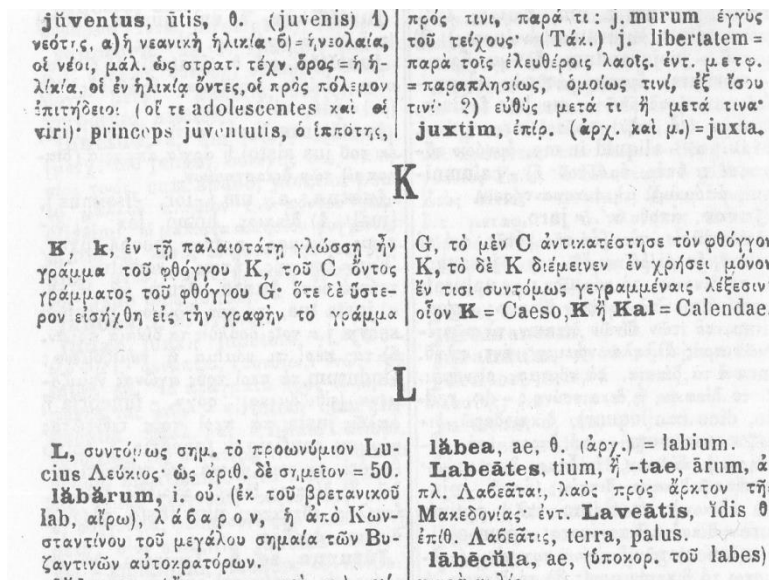 jŭventus, ūtis, θ. (juvenis) 1)
νεότης, α) ἡ νεανικὴ ἡλικία· β)=ἡ νεολαία,
οἱ νέοι, μάλ. ὡς στρατ. τέχν. ὅρος = ἡ ἡ-
λικία. οἱ ἐν ἡλικίᾳ ὄντες, οἱ πρὸς πόλεμον
ἐπιτήδειοι (οἵ τε adolescentes καὶ οἱ
viri)· princeps juventutis, ὁ ἱππότης,
πρός τινι, παρά τι: j. murum ἐγγὺς
τοῦ τείχους· (Τάκ.) j. libertatem =
παρὰ τοῖς ἐλευθέροις λαοῖς. ἐντ. μετφ.
= παραπλησίως, ὁμοίως τινί, ἐξ ἴσου
τινί· 2) εὐθὺς μετά τι ἢ μετά τινα·
juxtim, ἐπίρ. (ἀρχ. καὶ μ.) = juxta.
K
K, k, ἐν τῇ παλαιοτάτῃ γλώσσῃ ἦν
γράμμα τοῦ φθόγγου K, τοῦ C ὄντος
γράμματος τοῦ φθόγγου G· ὅτε δὲ ὕστε-
ρον εἰσήχθη εἰς τὴν γραφὴν τὸ γράμμα
G, τὸ μὲν C ἀντικατέστησε τὸν φθόγγον
K, τὸ δὲ K διέμεινεν ἐν χρήσει μόνον
ἔν τισι συντόμως γεγραμμέναις λέξεσιν
οἷον K = Caeso, K ἢ Kal = Calendae.
L
L, συντόμως σημ. τὸ προωνύμιον Lu-
cius Λεύκιος· ὡς ἀριθ. δὲ σημεῖον = 50.
lăbărum, i. οὐ. (ἐκ τοῦ βρετανικοῦ
lab, αἴρω), λάβαρον, ἡ ἀπὸ Κων-
σταντίνου τοῦ μεγάλου σημαία τῶν Βυ-
ζαντινῶν αὐτοκρατόρων.
lăbea, ae, θ. (ἀρχ.) = labium.
Labeātes. tium, ἢ -tae, ārum, ἀ
πλ. Λαβεᾶται, λαὸς πρὸς ἄρκτον τῆς
Μακεδονίας· ἐντ. Laveātis, ĭdis θ
ἐπίθ. Λαβεᾶτις, terra, palus.
lābēcŭla, ae, (ὑποκορ. τοῦ labes)